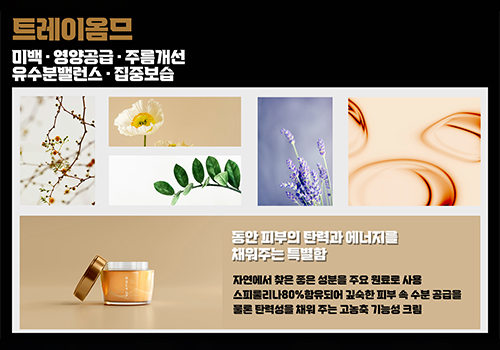 트레이옴므
미백 · 영양공급 · 주름개선
유수분밸런스 · 집중보습
동안 피부의 탄력과 에너지를
채워주는 특별함
자연에서 찾은 좋은 성분을 주요 원료로 사용
스피룰리나80%함유되어 깊숙한 피부 속 수분 공급을
물론 탄력성을 채워 주는 고농축 기능성 크림